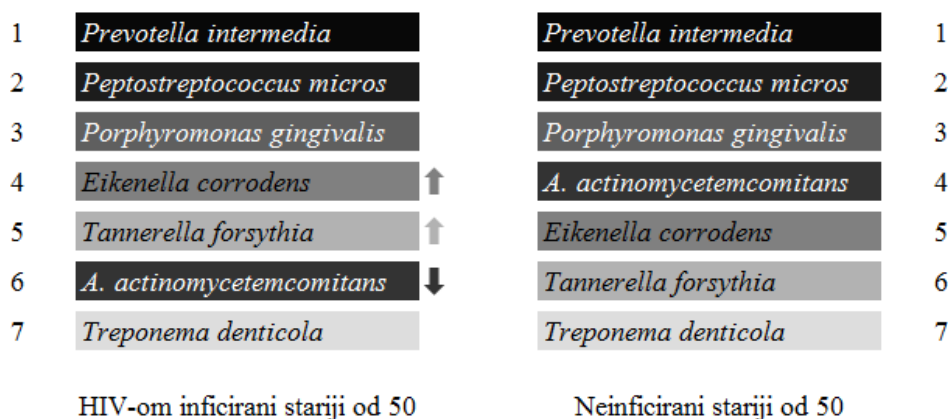 1 Prevotella intermedia Prevotella intermedia 1
2 Peptostreptococcus micros Peptostreptococcus micros 2
3 Porphyromonas gingivalis Porphyromonas gingivalis 3
4 Eikenella corrodens A. actinomycetemcomitans 4
5 Tannerella forsythia Eikenella corrodens 5
6 A. actinomycetemcomitans Tannerella forsythia 6
7 Treponema denticola Treponema denticola 7
HIV-om inficirani stariji od 50 Neinficirani stariji od 50